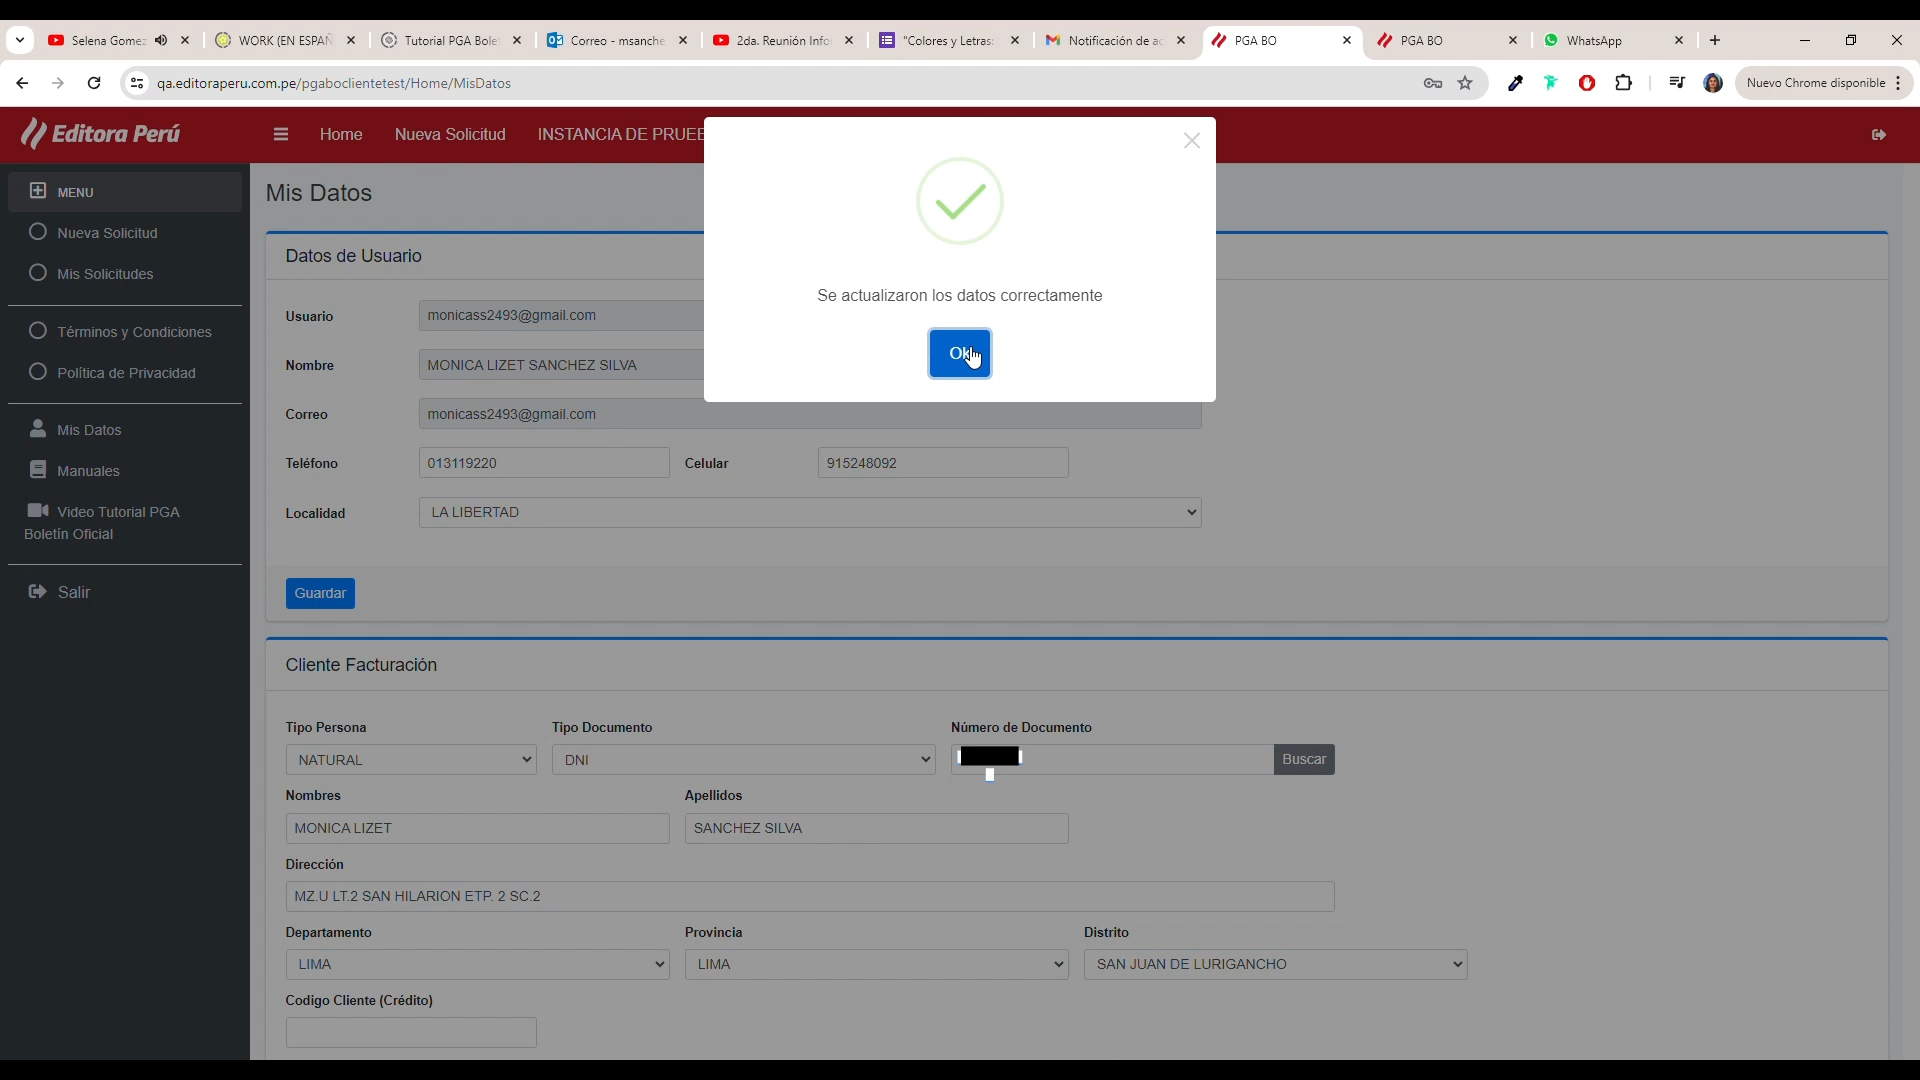 Selena Gomez
WORK (EN ESPAÑ
Tutorial PGA Bole
Correo - msanche
2da. Reunión Info
"Colores y Letras:
Notificación de ac
PGA BO
PGA BO
WhatsApp
qa.editoraperu.com.pe/pgaboclientetest/Home/MisDatos
Nuevo Chrome disponible
Editora Perú
Home
Nueva Solicitud
INSTANCIA DE PRUEE
MENU
Nueva Solicitud
Mis Solicitudes
Términos y Condiciones
Política de Privacidad
Mis Datos
Manuales
Video Tutorial PGA
Boletín Oficial
Salir
Mis Datos
Se actualizaron los datos correctamente
Ok
Datos de Usuario
Usuario
monicass2493@gmail.com
Nombre
MONICA LIZET SANCHEZ SILVA
Correo
monicass2493@gmail.com
Teléfono
013119220
Celular
915248092
Localidad
LA LIBERTAD
Guardar
Cliente Facturación
Tipo Persona
Tipo Documento
Número de Documento
NATURAL
DNI
Buscar
Nombres
Apellidos
MONICA LIZET
SANCHEZ SILVA
Dirección
MZ.U LT.2 SAN HILARION ETP. 2 SC.2
Departamento
Provincia
Distrito
LIMA
LIMA
SAN JUAN DE LURIGANCHO
Codigo Cliente (Crédito)